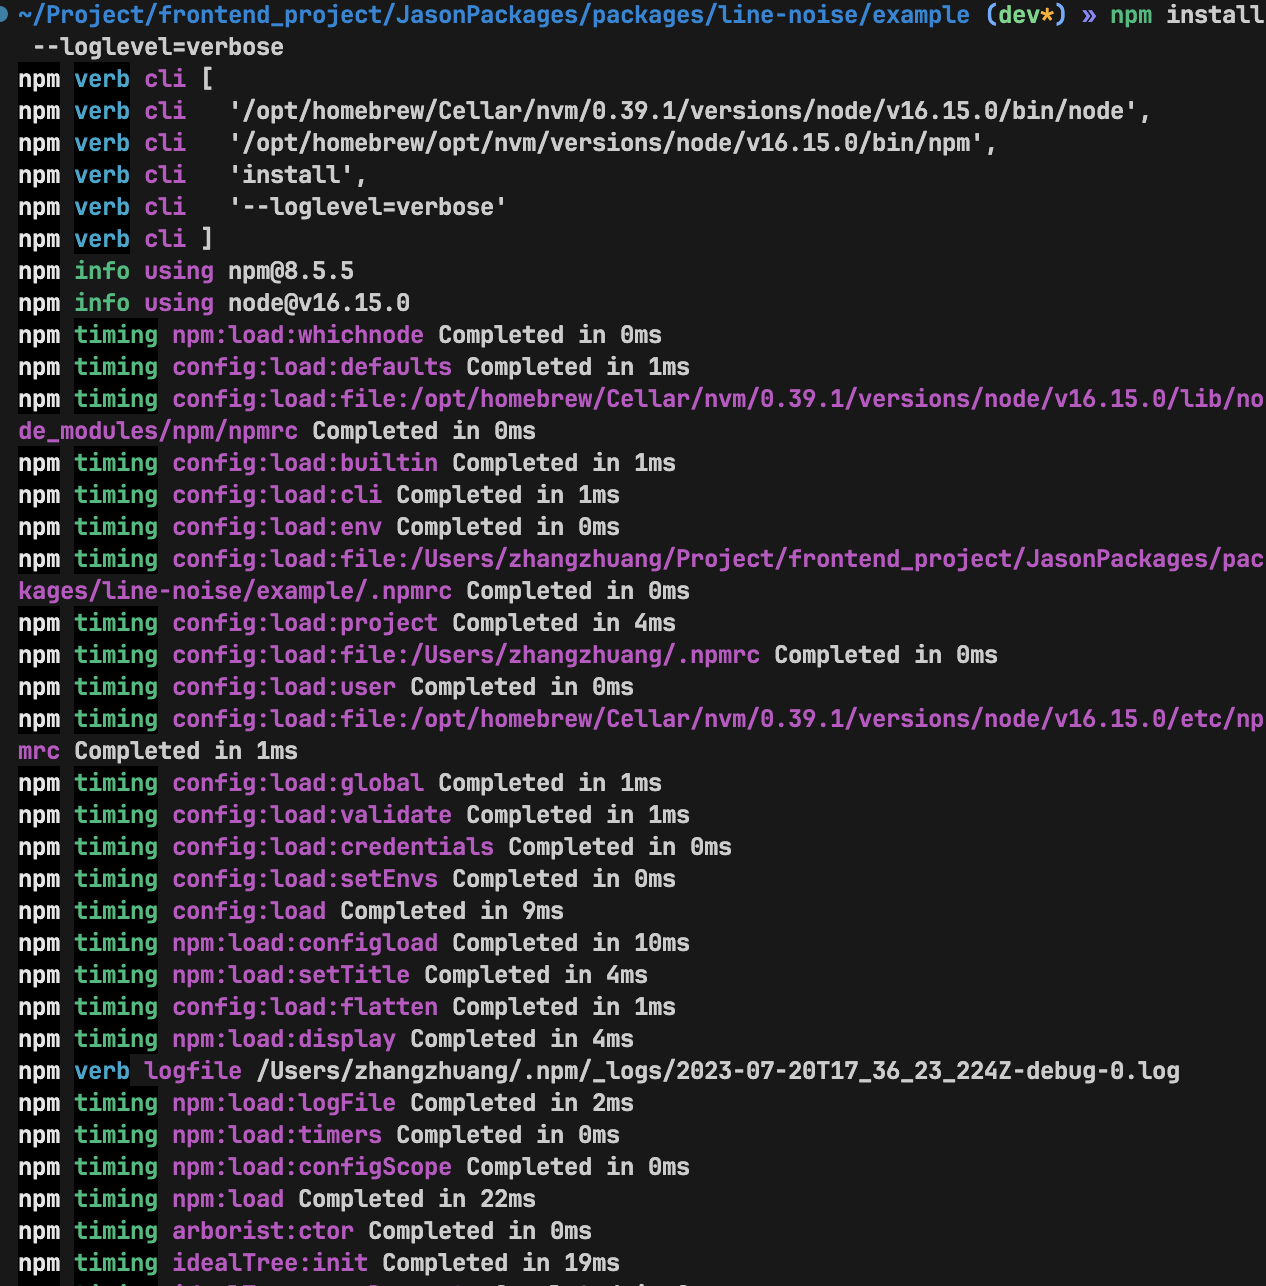 ~/Project/frontend_project/JasonPackages/packages/line-noise/example (dev*) » npm install
 --loglevel=verbose
npm verb cli [
npm verb cli   '/opt/homebrew/Cellar/nvm/0.39.1/versions/node/v16.15.0/bin/node',
npm verb cli   '/opt/homebrew/opt/nvm/versions/node/v16.15.0/bin/npm',
npm verb cli   'install',
npm verb cli   '--loglevel=verbose'
npm verb cli ]
npm info using npm@8.5.5
npm info using node@v16.15.0
npm timing npm:load:whichnode Completed in 0ms
npm timing config:load:defaults Completed in 1ms
npm timing config:load:file:/opt/homebrew/Cellar/nvm/0.39.1/versions/node/v16.15.0/lib/no
de_modules/npm/npmrc Completed in 0ms
npm timing config:load:builtin Completed in 1ms
npm timing config:load:cli Completed in 1ms
npm timing config:load:env Completed in 0ms
npm timing config:load:file:/Users/zhangzhuang/Project/frontend_project/JasonPackages/pac
kages/line-noise/example/.npmrc Completed in 0ms
npm timing config:load:project Completed in 4ms
npm timing config:load:file:/Users/zhangzhuang/.npmrc Completed in 0ms
npm timing config:load:user Completed in 0ms
npm timing config:load:file:/opt/homebrew/Cellar/nvm/0.39.1/versions/node/v16.15.0/etc/np
mrc Completed in 1ms
npm timing config:load:global Completed in 1ms
npm timing config:load:validate Completed in 1ms
npm timing config:load:credentials Completed in 0ms
npm timing config:load:setEnvs Completed in 0ms
npm timing config:load Completed in 9ms
npm timing npm:load:configload Completed in 10ms
npm timing npm:load:setTitle Completed in 4ms
npm timing config:load:flatten Completed in 1ms
npm timing npm:load:display Completed in 4ms
npm verb logfile /Users/zhangzhuang/.npm/_logs/2023-07-20T17_36_23_224Z-debug-0.log
npm timing npm:load:logFile Completed in 2ms
npm timing npm:load:timers Completed in 0ms
npm timing npm:load:configScope Completed in 0ms
npm timing npm:load Completed in 22ms
npm timing arborist:ctor Completed in 0ms
npm timing idealTree:init Completed in 19ms